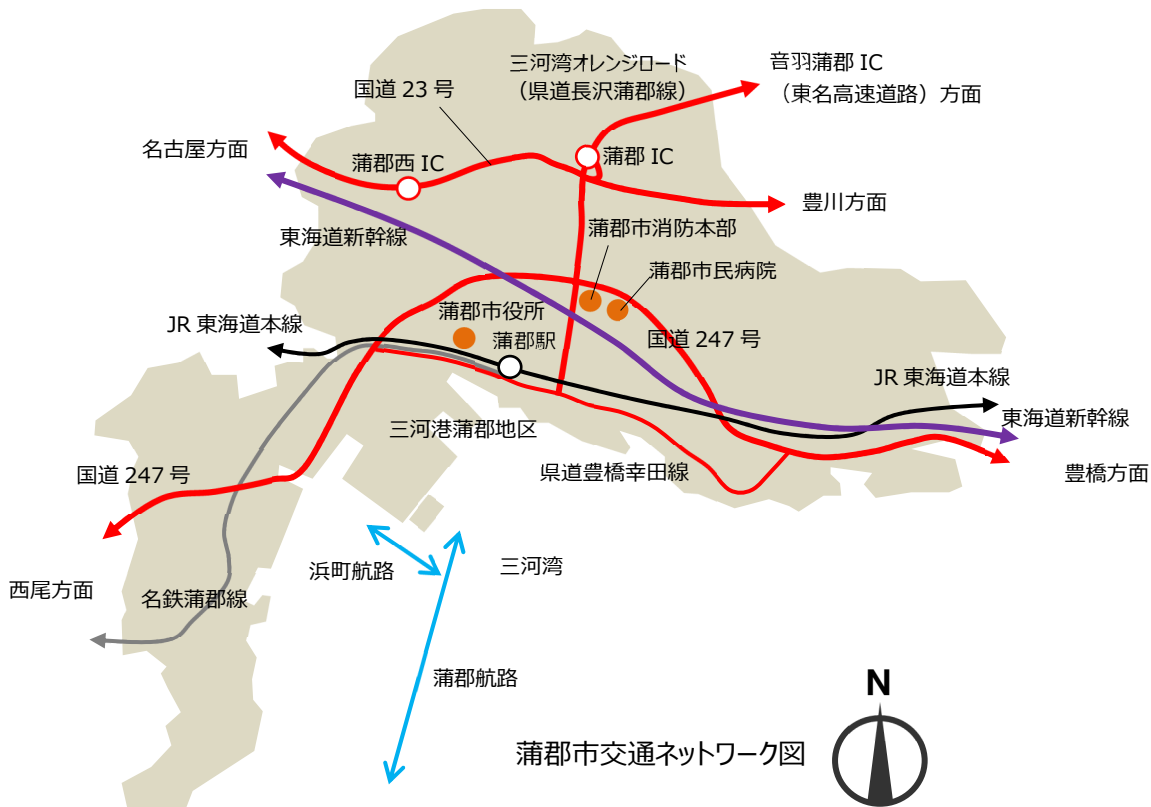 三河湾オレンジロード
（県道長沢蒲郡線）
音羽蒲郡 IC
（東名高速道路）方面
国道 23 号
名古屋方面
蒲郡西 IC
蒲郡 IC
豊川方面
東海道新幹線
蒲郡市消防本部
蒲郡市民病院
蒲郡市役所
JR 東海道本線
蒲郡駅
国道 247 号
JR 東海道本線
東海道新幹線
三河港蒲郡地区
国道 247 号
県道豊橋幸田線
豊橋方面
浜町航路
三河湾
西尾方面
名鉄蒲郡線
蒲郡航路
N
蒲郡市交通ネットワーク図